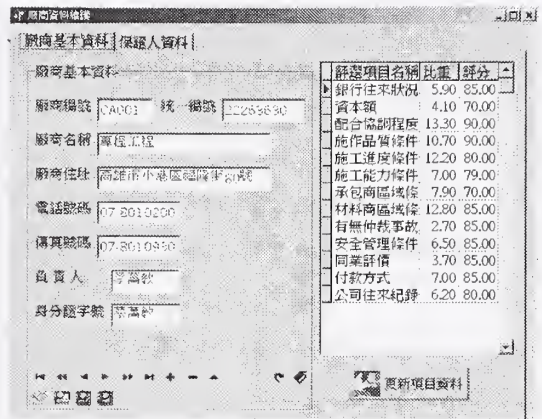 廠商資料維護
廠商基本資料 保證人資料
廠商基本資料
廠商編號 CA001 統一編號
廠商名稱
廠商住址
電話號碼 07-8010200
傳真號碼
負責人
身分證字號
評選項目名稱 比重 評分
銀行往來狀況 5.90 85.00
資本額 4.10 70.00
配合協調程度 13.30 90.00
施作品質條件 10.70 90.00
施工進度條件 12.20 80.00
施工能力條件 7.00 79.00
承包商區域條 7.90 70.00
材料商區域條 12.80 85.00
有無仲裁事故 2.70 85.00
安全管理條件 6.50 85.00
同業評價 3.70 85.00
付款方式 7.00 85.00
公司往來紀錄 6.20 80.00
更新項目資料